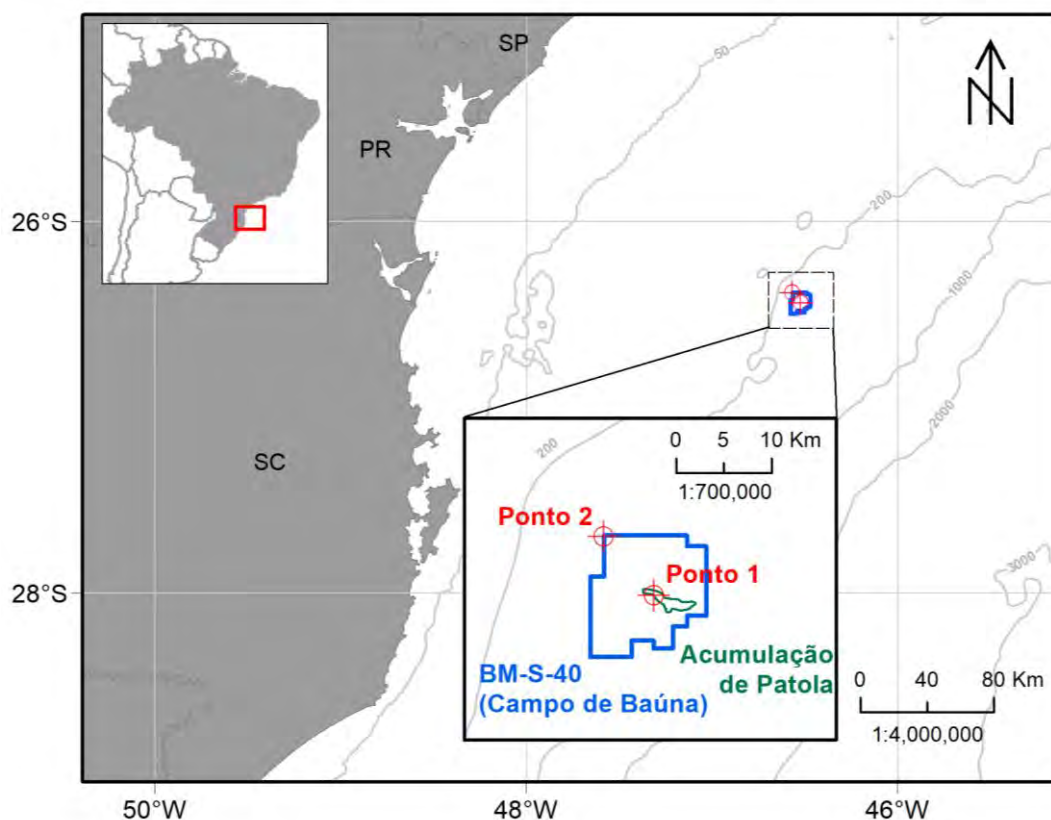 SP
50
N
PR
26°S
200
1000
2000
SC
200
0 5 10 Km
1:700,000
Ponto 2
Ponto 1
3000
28°S
Acumulação
de Patola
BM-S-40
(Campo de Baúna)
0 40 80 Km
1:4,000,000
50°W
48°W
46°W